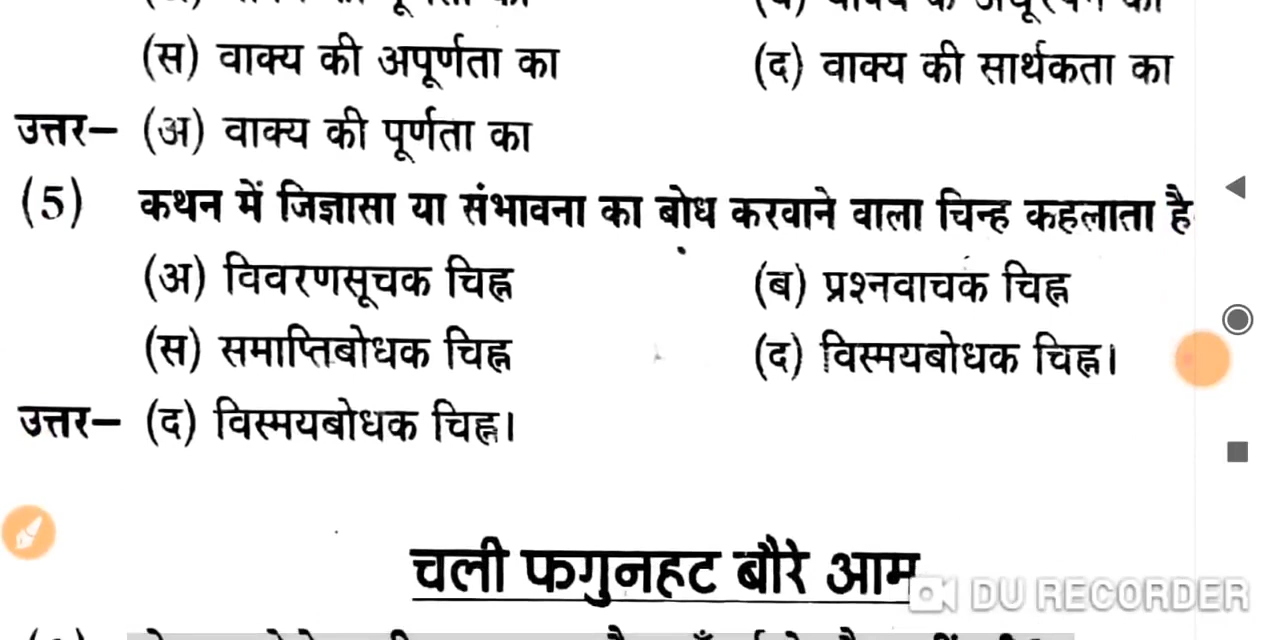 (स) वाक्य की अपूर्णता का (द) वाक्य की सार्थकता का
उत्तर– (अ) वाक्य की पूर्णता का
(5) कथन में जिज्ञासा या संभावना का बोध करवाने वाला चिन्ह कहलाता है
(अ) विवरणसूचक चिह्न (ब) प्रश्नवाचक चिह्न
(स) समाप्तिबोधक चिह्न (द) विस्मयबोधक चिह्न।
उत्तर– (द) विस्मयबोधक चिह्न।
चली फगुनहट बौरे आम
DU RECORDER